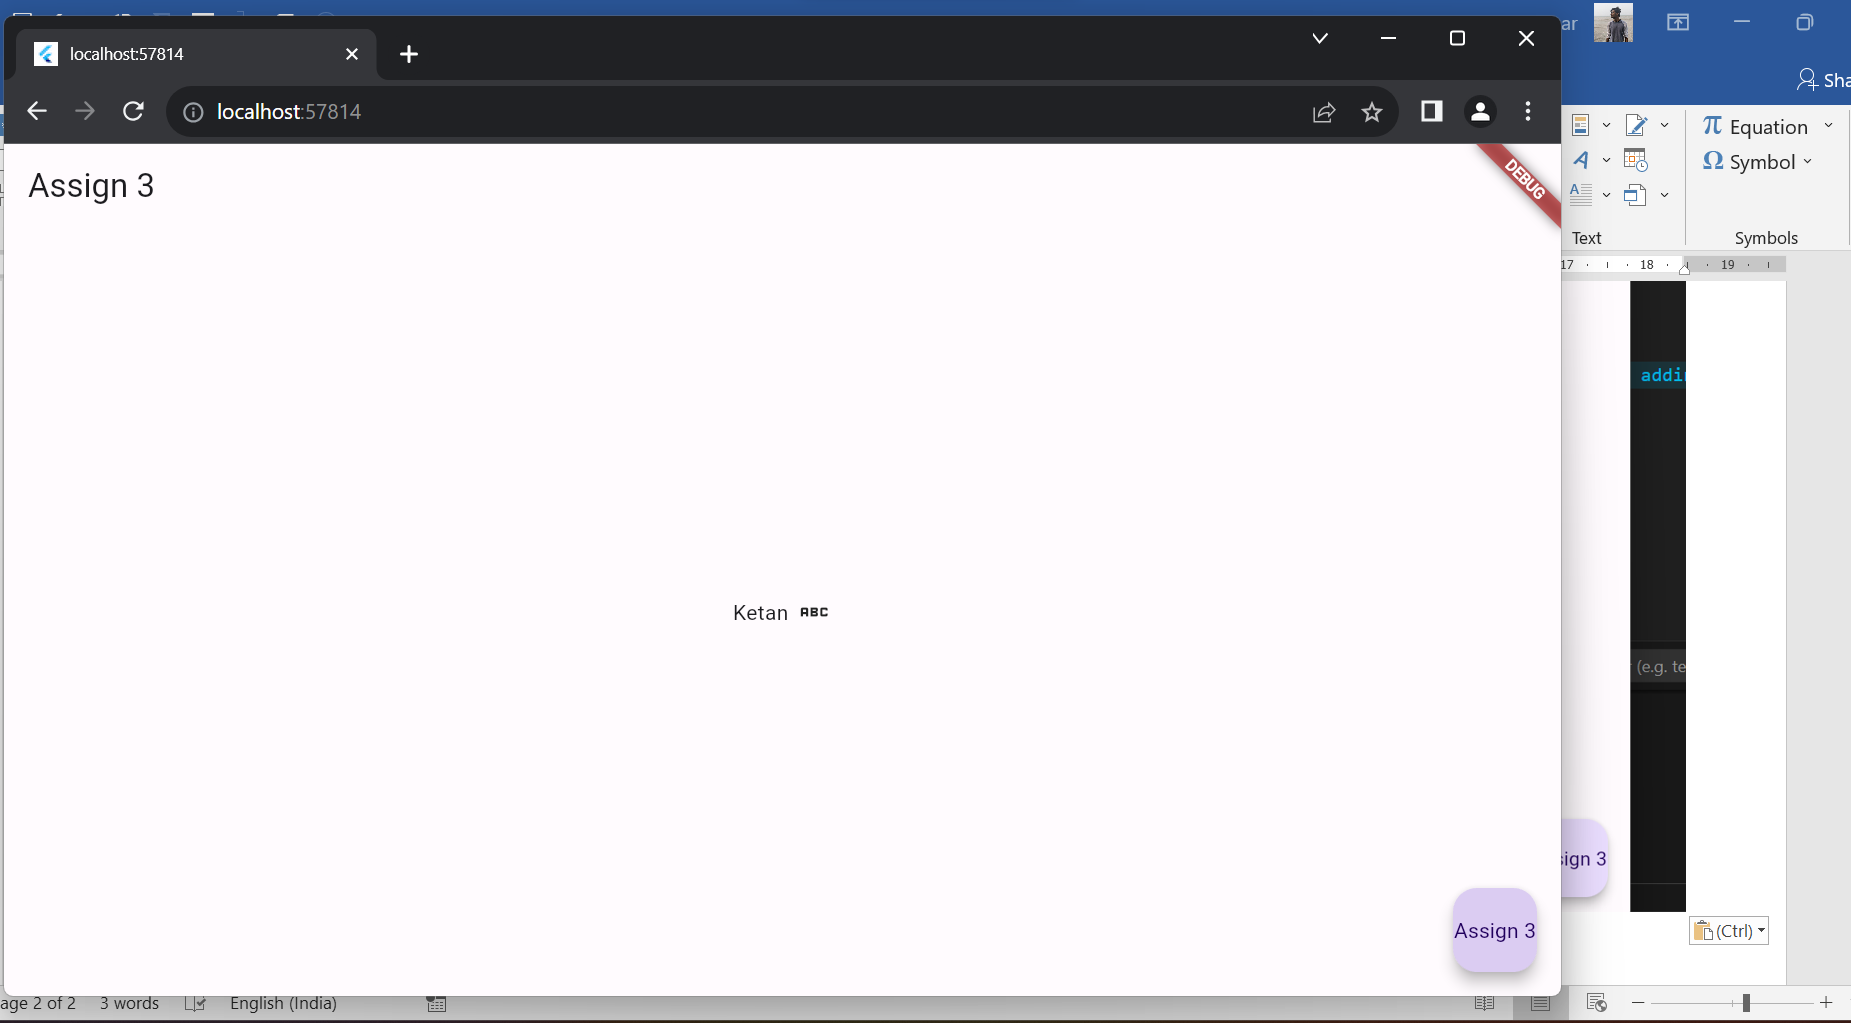 ar
localhost:57814
Sha
localhost:57814
Equation
Symbol
Assign 3
DEBUG
Text
Symbols
17 18 19
addi
Ketan ABC
(e.g. te
ign 3
Assign 3
(Ctrl)
age 2 of 2 3 words English (India)